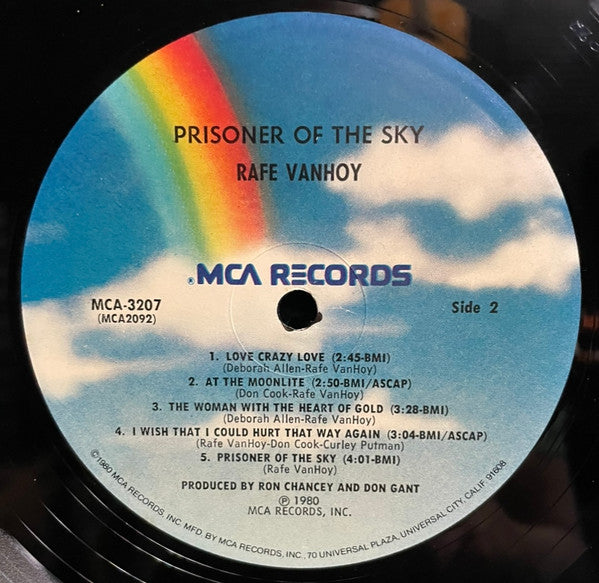 PRISONER OF THE SKY
RAFE VANHOY
®MCA RECORDS
MCA-3207
(MCA2092)
Side 2
1. LOVE CRAZY LOVE (2:45-BMI)
(Deborah Allen-Rafe VanHoy)
2. AT THE MOONLITE (2:50-BMI/ASCAP)
(Don Cook-Rafe VanHoy)
3. THE WOMAN WITH THE HEART OF GOLD (3:28-BMI)
(Deborah Allen-Rafe VanHoy)
4. I WISH THAT I COULD HURT THAT WAY AGAIN (3:04-BMI/ASCAP)
(Rafe VanHoy-Don Cook-Curley Putman)
5. PRISONER OF THE SKY (4:01-BMI)
(Rafe VanHoy)
PRODUCED BY RON CHANCEY AND DON GANT
℗ 1980
MCA RECORDS, INC.
©1980 MCA RECORDS, INC. MFD. BY MCA RECORDS, INC., 70 UNIVERSAL PLAZA, UNIVERSAL CITY, CALIF. 91608